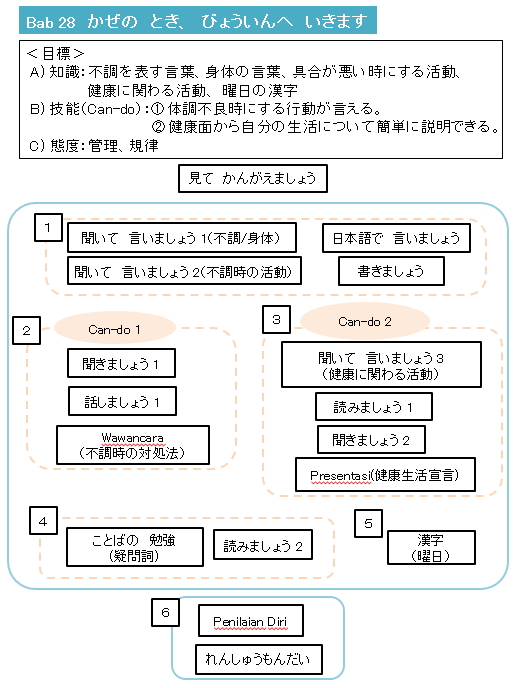 Bab 28 かぜの とき、 びょういんへ いきます
＜目標＞
A）知識：不調を表す言葉、身体の言葉、具合が悪い時にする活動、
健康に関わる活動、曜日の漢字
B）技能（Can-do）：① 体調不良時にする行動が言える。
② 健康面から自分の生活について簡単に説明できる。
C）態度：管理、規律
見て かんがえましょう
1
聞いて 言いましょう 1(不調/身体)
日本語で 言いましょう
聞いて 言いましょう 2(不調時の活動)
書きましょう
2
Can-do 1
聞きましょう 1
話しましょう 1
Wawancara
（不調時の対処法）
3
Can-do 2
聞いて 言いましょう 3
（健康に関わる活動）
読みましょう 1
聞きましょう 2
Presentasi(健康生活宣言)
4
ことばの 勉強
(疑問詞)
読みましょう 2
5
漢字
（曜日）
6
Penilaian Diri
れんしゅうもんだい